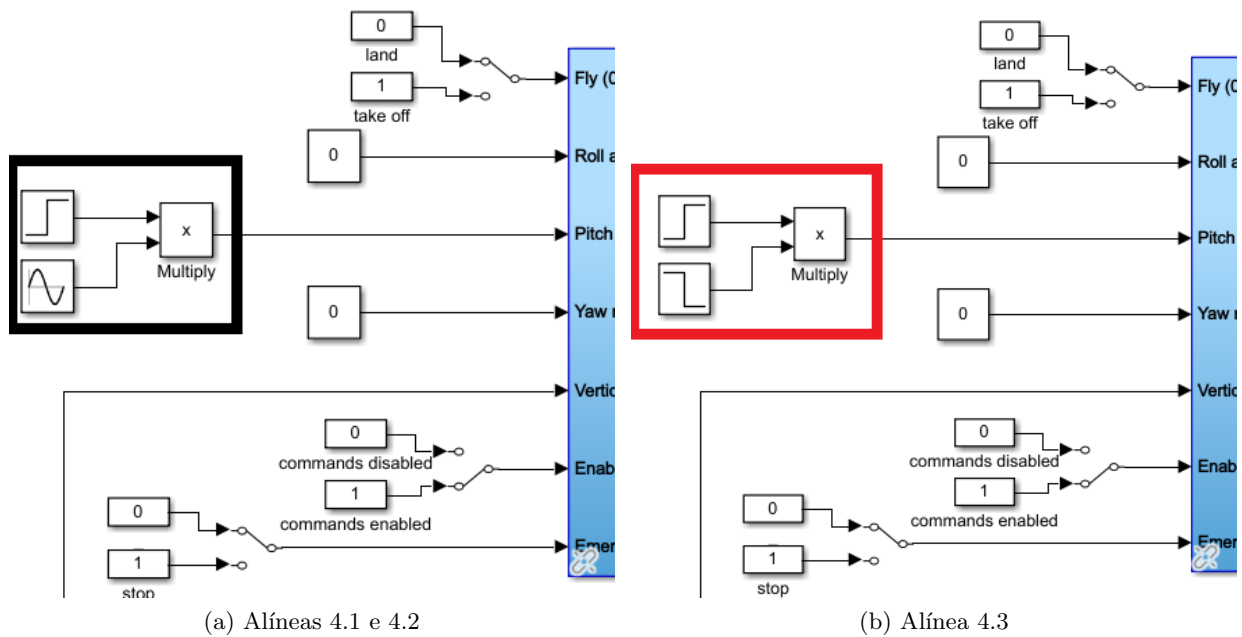 0
land
1
take off
Fly (0
0
Roll a
x
Multiply
Pitch
0
Yaw r
Vertic
0
commands disabled
1
commands enabled
Enab
0
1
stop
Emer
(a) Alíneas 4.1 e 4.2
0
land
1
take off
Fly (0
0
Roll a
x
Multiply
Pitch
0
Yaw r
Vertic
0
commands disabled
1
commands enabled
Enab
0
1
stop
Emer
(b) Alínea 4.3